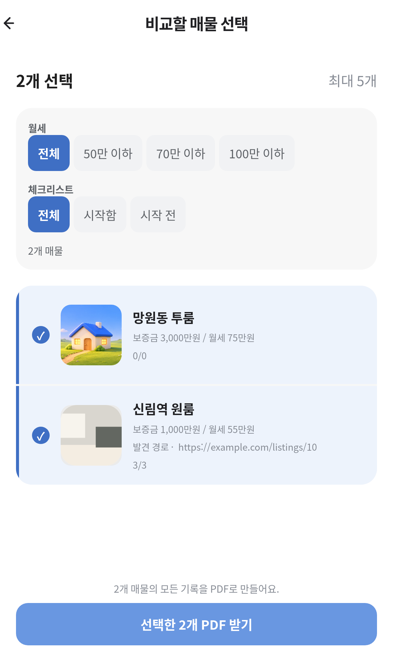 비교할 매물 선택
2개 선택
최대 5개
월세
전체
50만 이하
70만 이하
100만 이하
체크리스트
전체
시작함
시작 전
2개 매물
망원동 투룸
보증금 3,000만원 / 월세 75만원
0/0
신림역 원룸
보증금 1,000만원 / 월세 55만원
발견 경로 · https://example.com/listings/10
3/3
2개 매물의 모든 기록을 PDF로 만들어요.
선택한 2개 PDF 받기